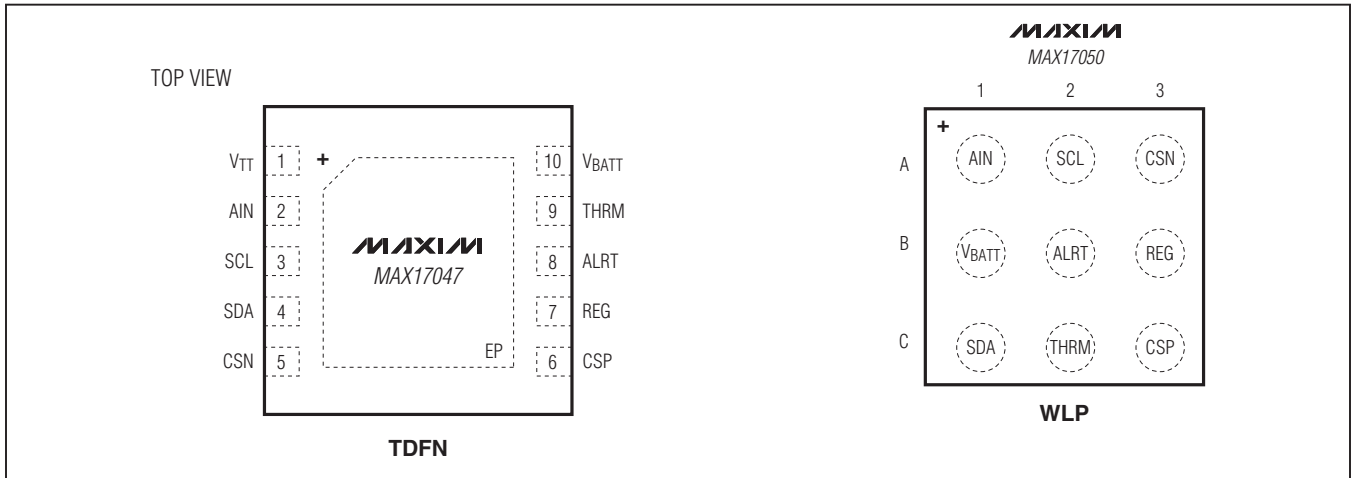 TOP VIEW
VTT 1 + 10 VBATT
AIN 2 9 THRM
SCL 3 8 ALRT
SDA 4 7 REG
CSN 5 6 CSP
MAXIM
MAX17047
EP
TDFN
MAXIM
MAX17050
1 2 3
+
A AIN SCL CSN
B VBATT ALRT REG
C SDA THRM CSP
WLP